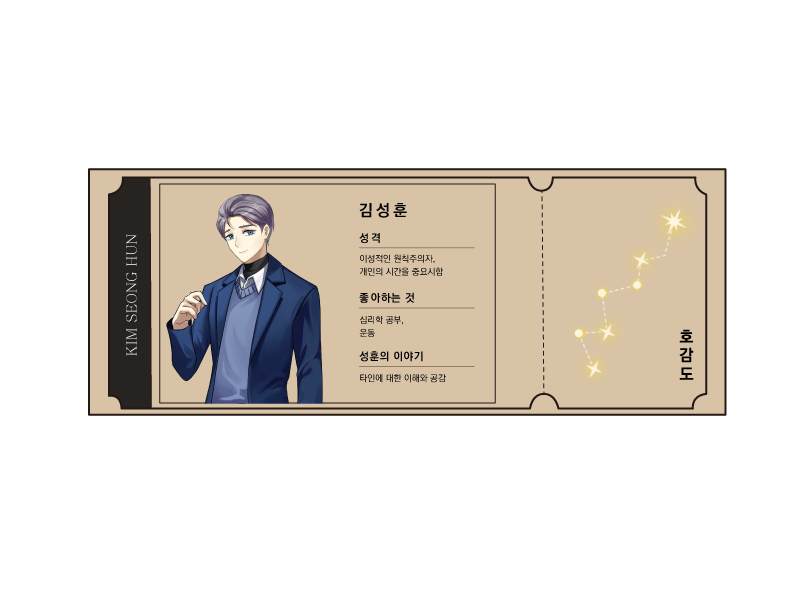 KIM SEONG HUN
김성훈
성격
이성적인 원칙주의자,
개인의 시간을 중요시함
좋아하는 것
심리학 공부,
운동
성훈의 이야기
타인에 대한 이해와 공감
호감도